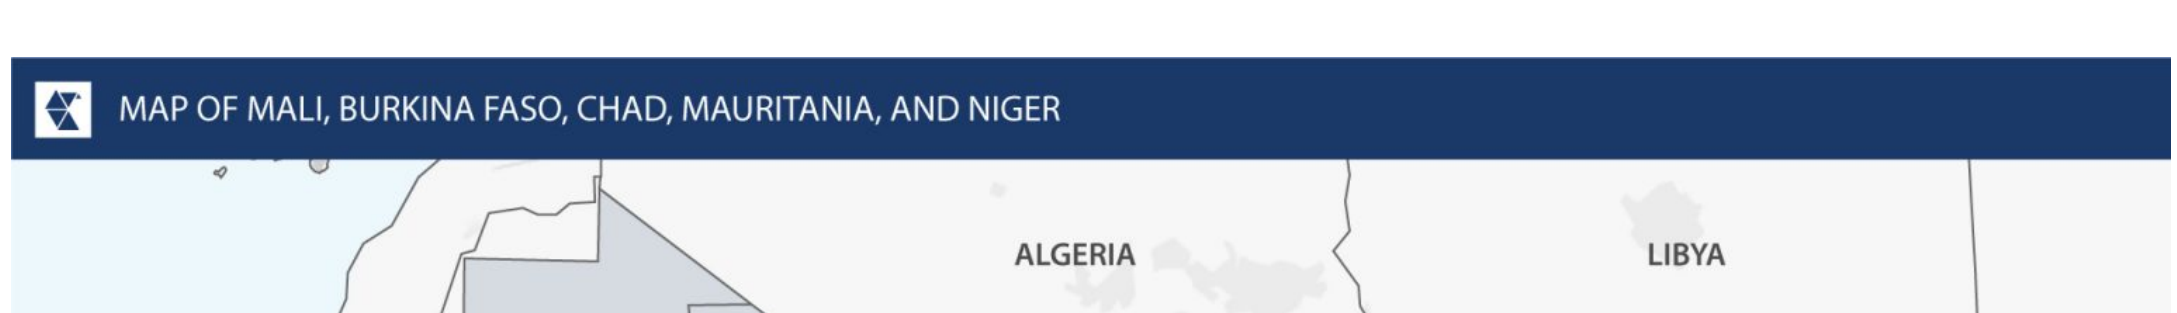 MAP OF MALI, BURKINA FASO, CHAD, MAURITANIA, AND NIGER
ALGERIA
LIBYA